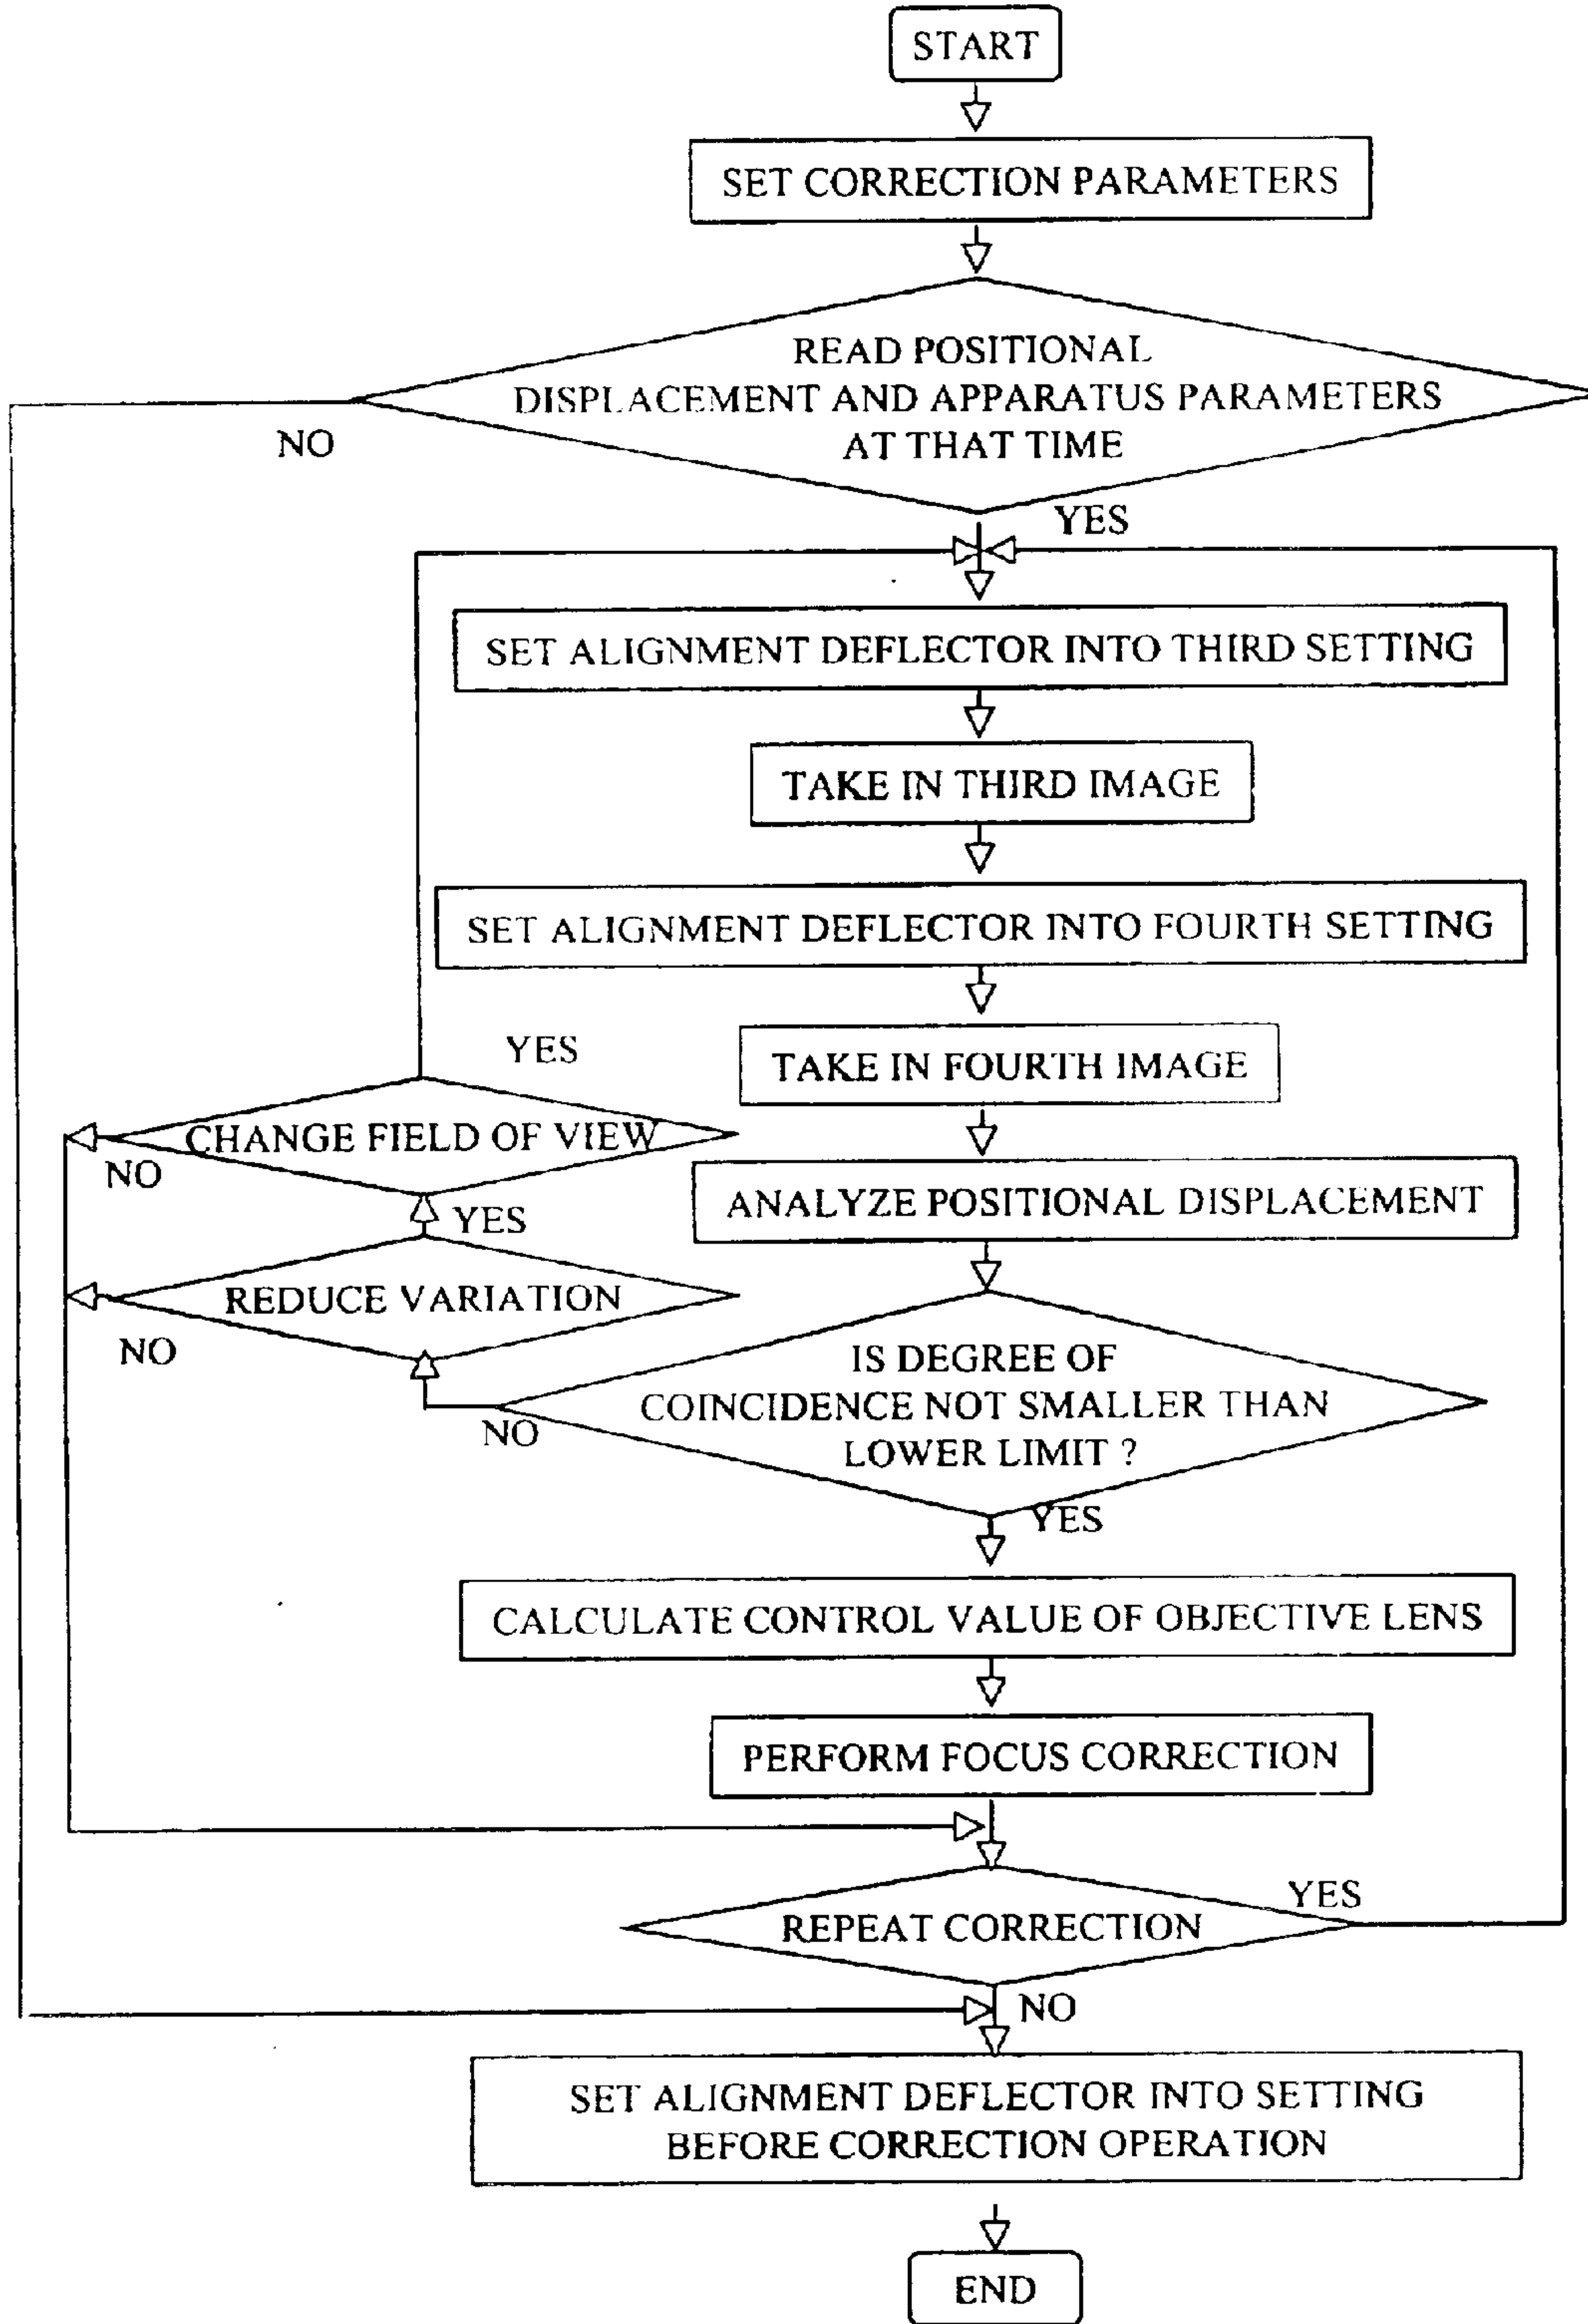 START
SET CORRECTION PARAMETERS
READ POSITIONAL
DISPLACEMENT AND APPARATUS PARAMETERS
AT THAT TIME
NO
YES
SET ALIGNMENT DEFLECTOR INTO THIRD SETTING
TAKE IN THIRD IMAGE
SET ALIGNMENT DEFLECTOR INTO FOURTH SETTING
YES
TAKE IN FOURTH IMAGE
CHANGE FIELD OF VIEW
NO
ANALYZE POSITIONAL DISPLACEMENT
YES
REDUCE VARIATION
NO
IS DEGREE OF
COINCIDENCE NOT SMALLER THAN
LOWER LIMIT ?
NO
YES
CALCULATE CONTROL VALUE OF OBJECTIVE LENS
PERFORM FOCUS CORRECTION
YES
REPEAT CORRECTION
NO
SET ALIGNMENT DEFLECTOR INTO SETTING
BEFORE CORRECTION OPERATION
END